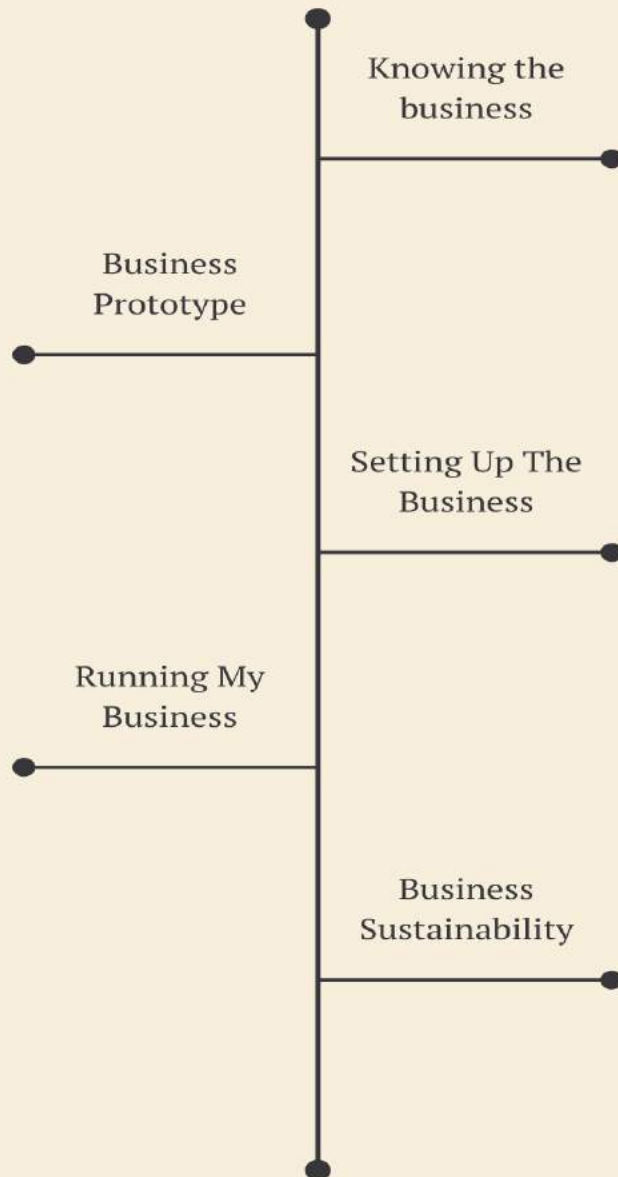 Knowing the
business
Business
Prototype
Setting Up The
Business
Running My
Business
Business
Sustainability